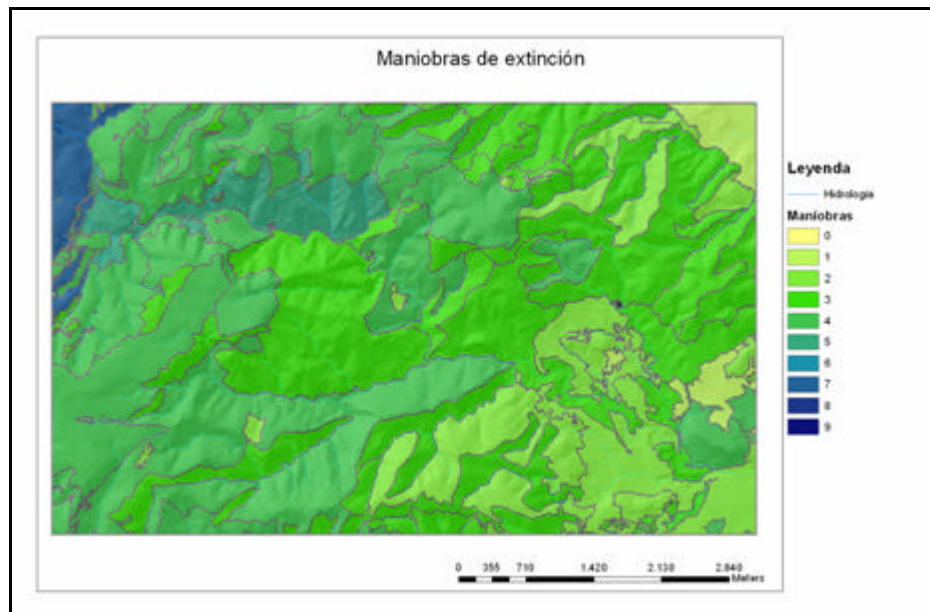 Maniobras de extinción
Leyenda
Hidrología
Maniobras
0
1
2
3
4
5
6
7
8
9
0 355 710 1.420 2.130 2.840
Meters